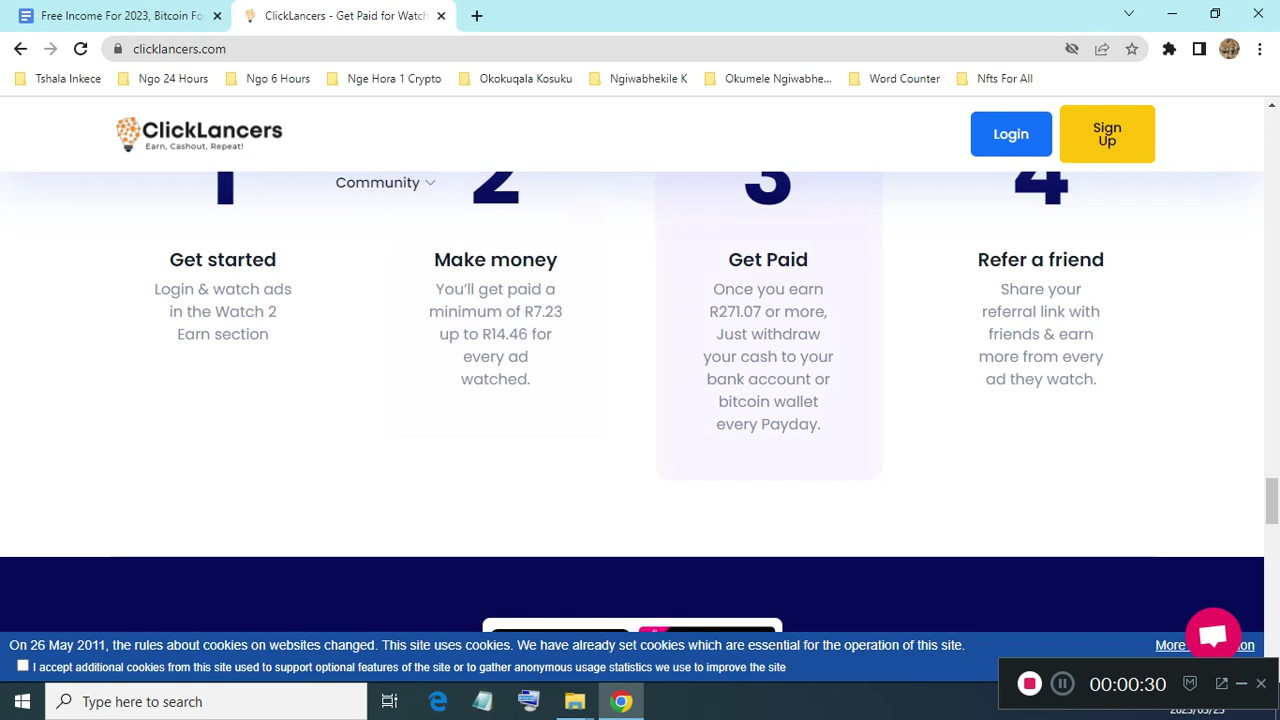 Free Income For 2023, Bitcoin Fo
ClickLancers - Get Paid for Watch
clicklancers.com
Tshala Inkece
Ngo 24 Hours
Ngo 6 Hours
Nge Hora 1 Crypto
Okokuqala Kosuku
Ngiwabhekile K
Okumele Ngiwabhe...
Word Counter
Nfts For All
ClickLancers
Earn, Cashout, Repeat!
Login
Sign
Up
Community
1
2
3
4
Get started
Login & watch ads
in the Watch 2
Earn section
Make money
You'll get paid a
minimum of R7.23
up to R14.46 for
every ad
watched.
Get Paid
Once you earn
R271.07 or more,
Just withdraw
your cash to your
bank account or
bitcoin wallet
every Payday.
Refer a friend
Share your
referral link with
friends & earn
more from every
ad they watch.
On 26 May 2011, the rules about cookies on websites changed. This site uses cookies. We have already set cookies which are essential for the operation of this site.
I accept additional cookies from this site used to support optional features of the site or to gather anonymous usage statistics we use to improve the site
Type here to search
00:00:30